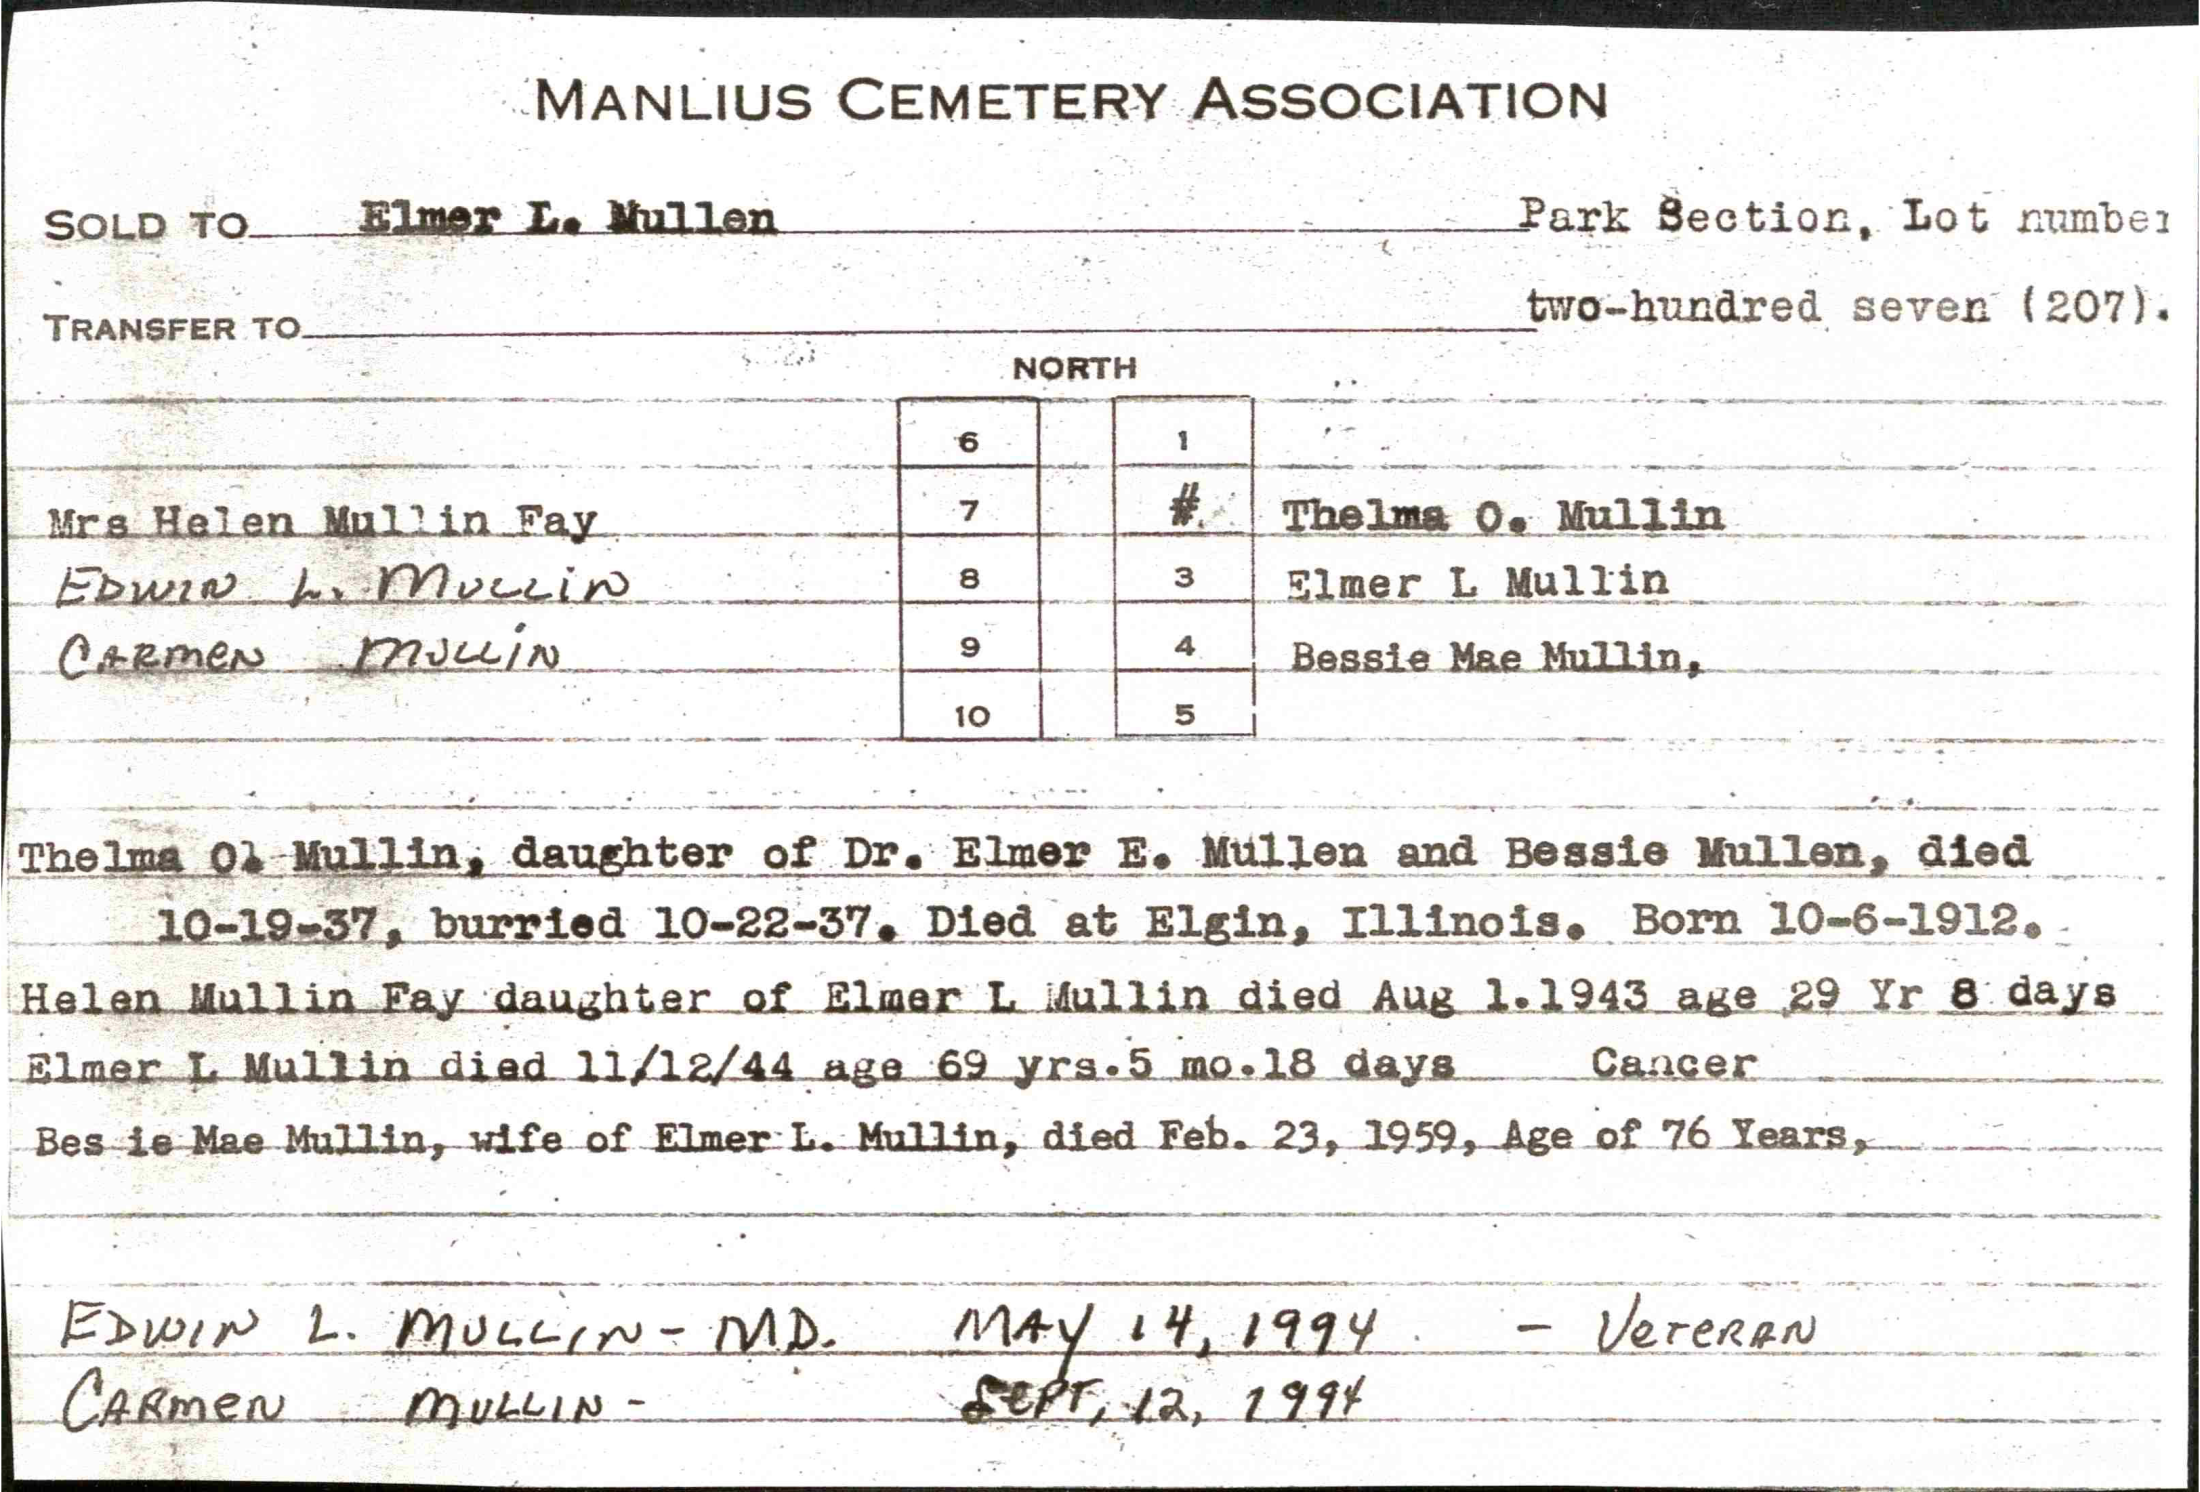 MANLIUS CEMETERY ASSOCIATION
SOLD TO Elmer L. Mullen Park Section, Lot number
TRANSFER TO two-hundred seven (207).
NORTH
6 1
Mrs Helen Mullin Fay 7 # Thelma O. Mullin
EDWIN L. MULLIN 8 3 Elmer L Mullin
CARMEN MULLIN 9 4 Bessie Mae Mullin,
10 5
Thelma O. Mullin, daughter of Dr. Elmer E. Mullen and Bessie Mullen, died
10-19-37, burried 10-22-37. Died at Elgin, Illinois. Born 10-6-1912.
Helen Mullin Fay daughter of Elmer L Mullin died Aug 1.1943 age 29 Yr 8 days
Elmer L Mullin died 11/12/44 age 69 yrs.5 mo.18 days Cancer
Bes ie Mae Mullin, wife of Elmer L. Mullin, died Feb. 23, 1959, Age of 76 Years,
EDWIN L. MULLIN - MD. MAY 14, 1994 - VETERAN
CARMEN MULLIN - SEPT, 12, 1994